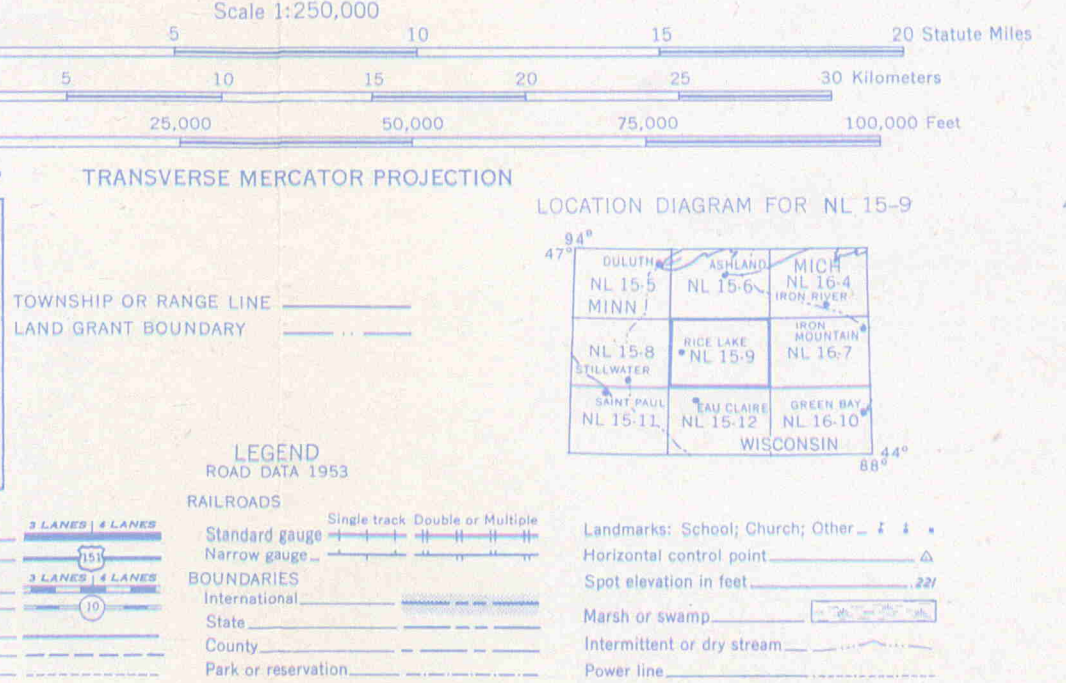 Scale 1:250,000
5 10 15 20 Statute Miles
5 10 15 20 25 30 Kilometers
25,000 50,000 75,000 100,000 Feet
TRANSVERSE MERCATOR PROJECTION
TOWNSHIP OR RANGE LINE
LAND GRANT BOUNDARY
LOCATION DIAGRAM FOR NL 15-9
94°
47°
DULUTH
NL 15-5
MINN
ASHLAND
NL 15-6
MICH
NL 16-4
IRON RIVER
NL 15-8
STILLWATER
RICE LAKE
NL 15-9
IRON
MOUNTAIN
NL 16-7
SAINT PAUL
NL 15-11
EAU CLAIRE
NL 15-12
GREEN BAY
NL 16-10
WISCONSIN
44°
88°
LEGEND
ROAD DATA 1953
3 LANES | 4 LANES
151
3 LANES | 4 LANES
10
RAILROADS
Single track Double or Multiple
Standard gauge
Narrow gauge
BOUNDARIES
International
State
County
Park or reservation
Landmarks: School; Church; Other
Horizontal control point
Spot elevation in feet 221
Marsh or swamp
Intermittent or dry stream
Power line